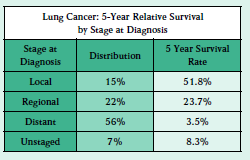 Lung Cancer: 5-Year Relative Survival
by Stage at Diagnosis
Stage at Diagnosis Distribution 5 Year Survival Rate
Local 15% 51.8%
Regional 22% 23.7%
Distant 56% 3.5%
Unstaged 7% 8.3%